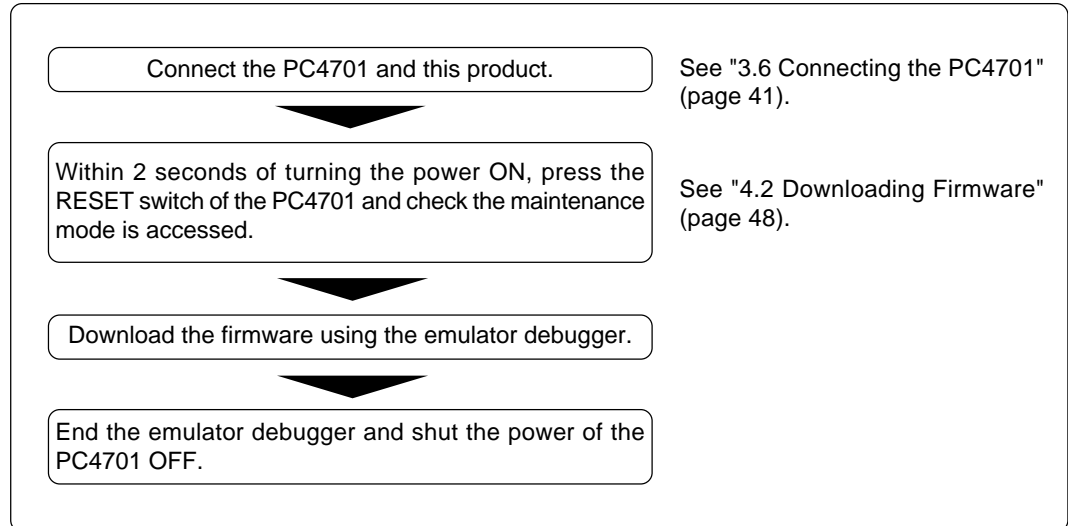 Connect the PC4701 and this product.
See "3.6 Connecting the PC4701"
(page 41).
Within 2 seconds of turning the power ON, press the
RESET switch of the PC4701 and check the maintenance
mode is accessed.
See "4.2 Downloading Firmware"
(page 48).
Download the firmware using the emulator debugger.
End the emulator debugger and shut the power of the
PC4701 OFF.